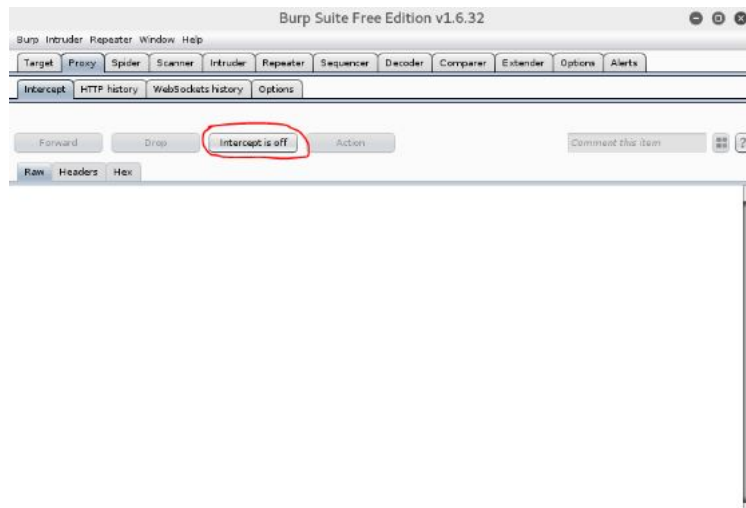 Burp Suite Free Edition v1.6.32
Burp Intruder Repeater Window Help
Target Proxy Spider Scanner Intruder Repeater Sequencer Decoder Comparer Extender Options Alerts
Intercept HTTP history WebSockets history Options
Forward Drop Intercept is off Action Comment this item ?
Raw Headers Hex